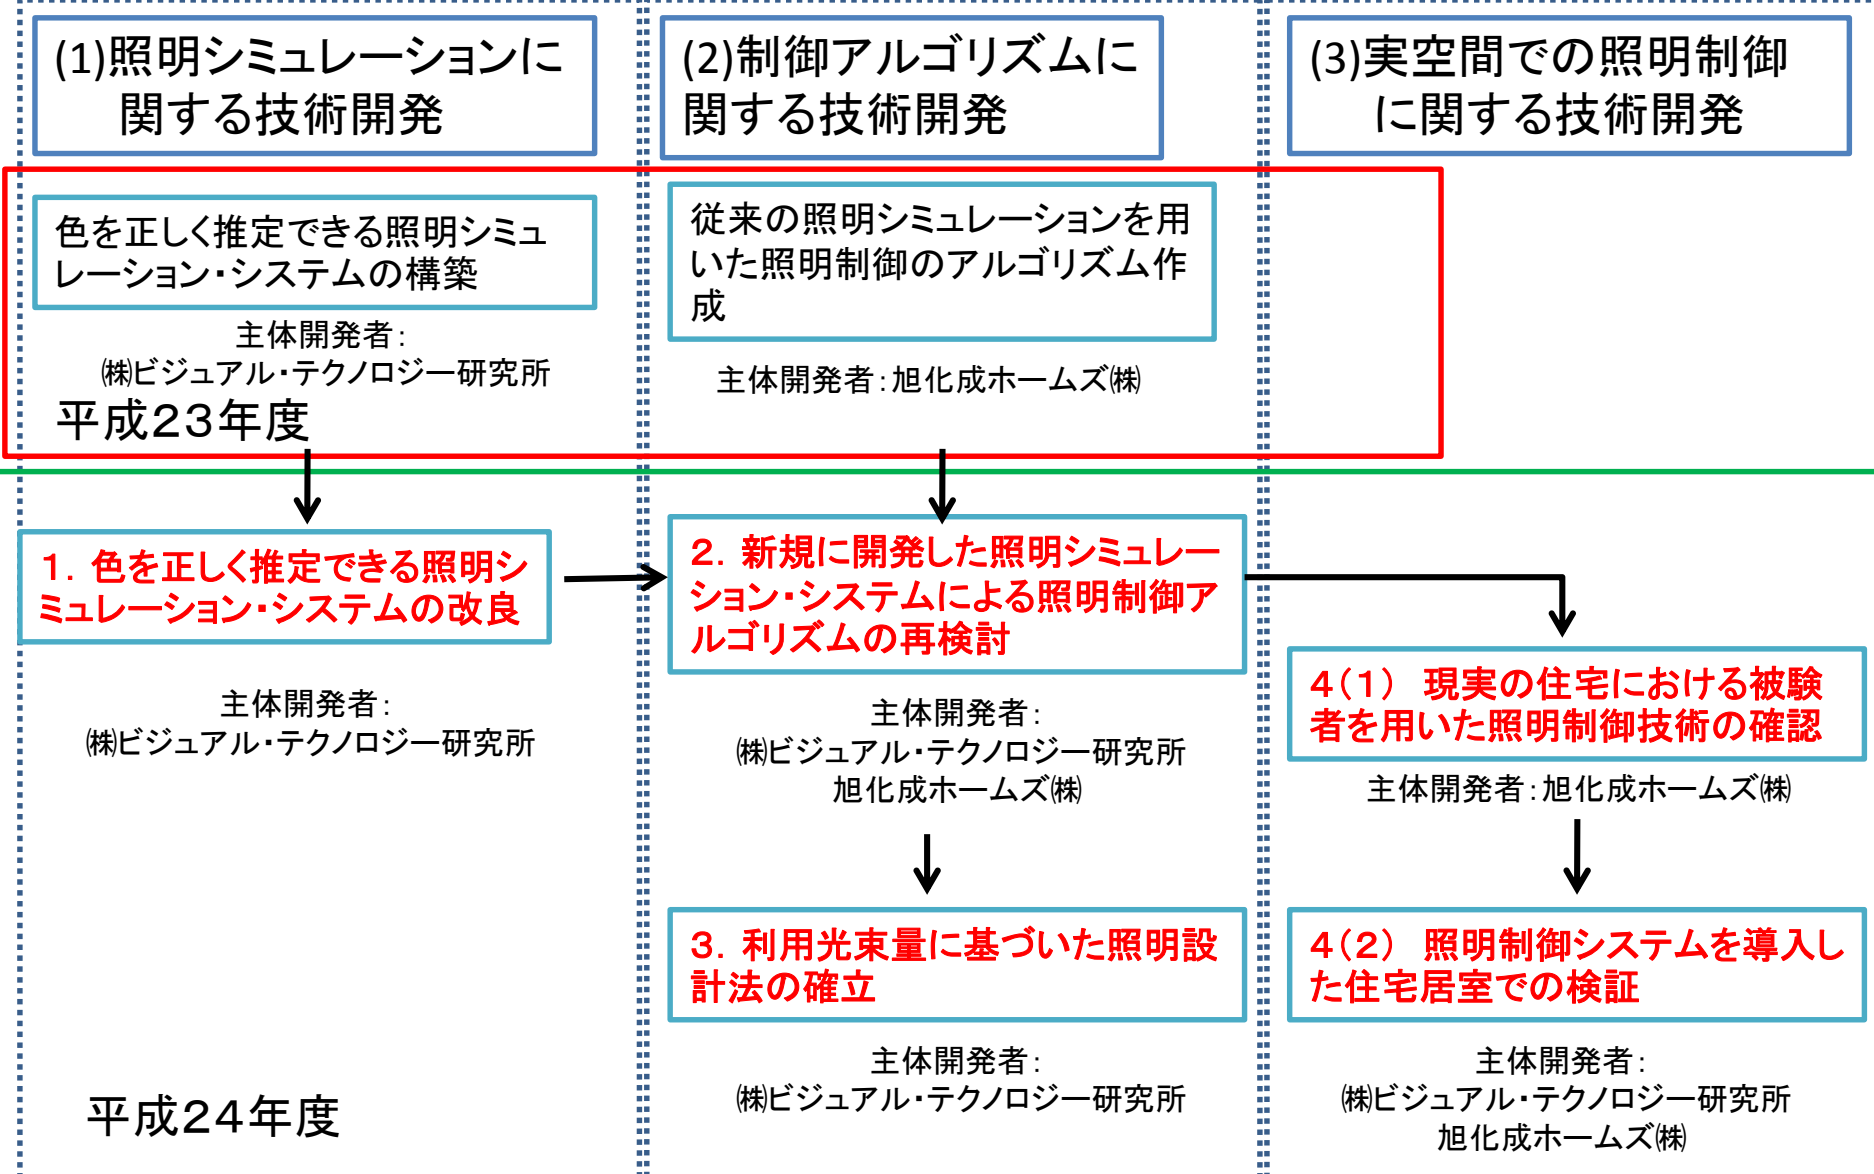 (1)照明シミュレーションに
関する技術開発
(2)制御アルゴリズムに
関する技術開発
(3)実空間での照明制御
に関する技術開発
色を正しく推定できる照明シミュ
レーション・システムの構築
主体開発者：
㈱ビジュアル・テクノロジー研究所
平成２３年度
従来の照明シミュレーションを用
いた照明制御のアルゴリズム作
成
主体開発者：旭化成ホームズ㈱
１．色を正しく推定できる照明シ
ミュレーション・システムの改良
主体開発者：
㈱ビジュアル・テクノロジー研究所
２．新規に開発した照明シミュレー
ション・システムによる照明制御ア
ルゴリズムの再検討
主体開発者：
㈱ビジュアル・テクノロジー研究所
旭化成ホームズ㈱
３．利用光束量に基づいた照明設
計法の確立
主体開発者：
㈱ビジュアル・テクノロジー研究所
４（１）　現実の住宅における被験
者を用いた照明制御技術の確認
主体開発者：旭化成ホームズ㈱
４（２）　照明制御システムを導入し
た住宅居室での検証
主体開発者：
㈱ビジュアル・テクノロジー研究所
旭化成ホームズ㈱
平成２４年度